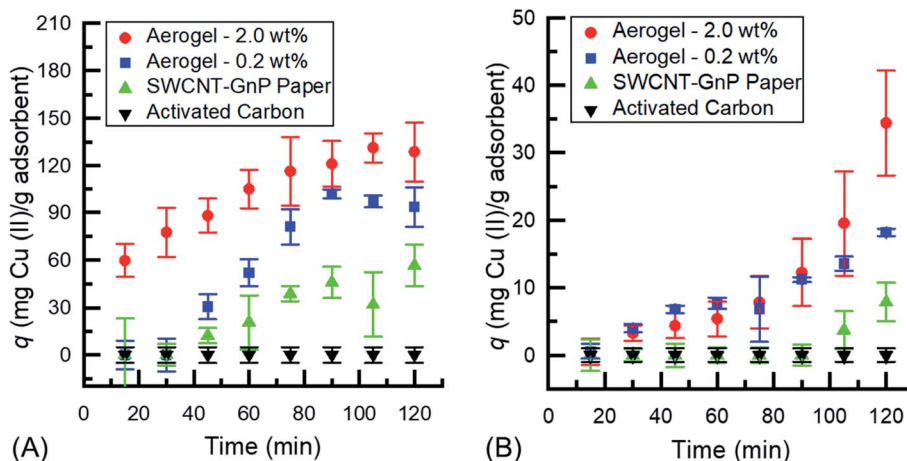 210
180
150
120
90
60
30
0
q (mg Cu (II)/g adsorbent)
Aerogel - 2.0 wt%
Aerogel - 0.2 wt%
SWCNT-GnP Paper
Activated Carbon
0 20 40 60 80 100 120
Time (min)
(A)
50
40
30
20
10
0
q (mg Cu (II)/g adsorbent)
Aerogel - 2.0 wt%
Aerogel - 0.2 wt%
SWCNT-GnP Paper
Activated Carbon
0 20 40 60 80 100 120
Time (min)
(B)